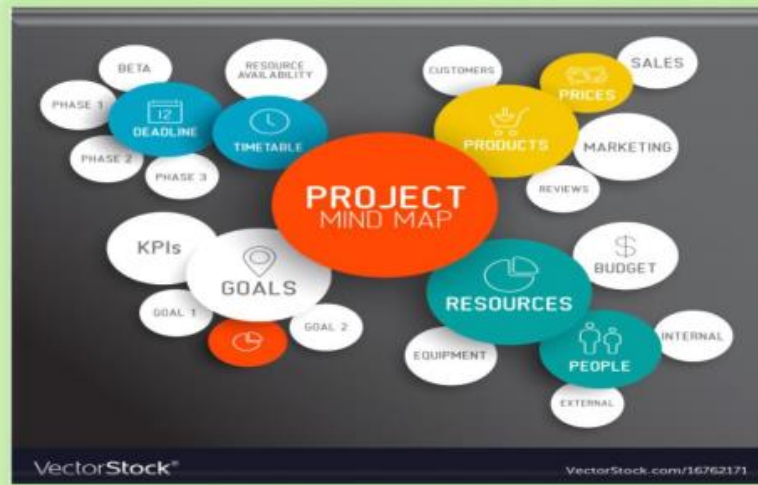 BETA
RESOURCE
AVAILABILITY
PHASE 1
12
DEADLINE
TIMETABLE
PHASE 2
PHASE 3
CUSTOMERS
SALES
PRICES
PRODUCTS
MARKETING
REVIEWS
PROJECT
MIND MAP
KPIs
GOALS
GOAL 1
GOAL 2
$
BUDGET
RESOURCES
EQUIPMENT
INTERNAL
PEOPLE
EXTERNAL
VectorStock®
VectorStock.com/16762171